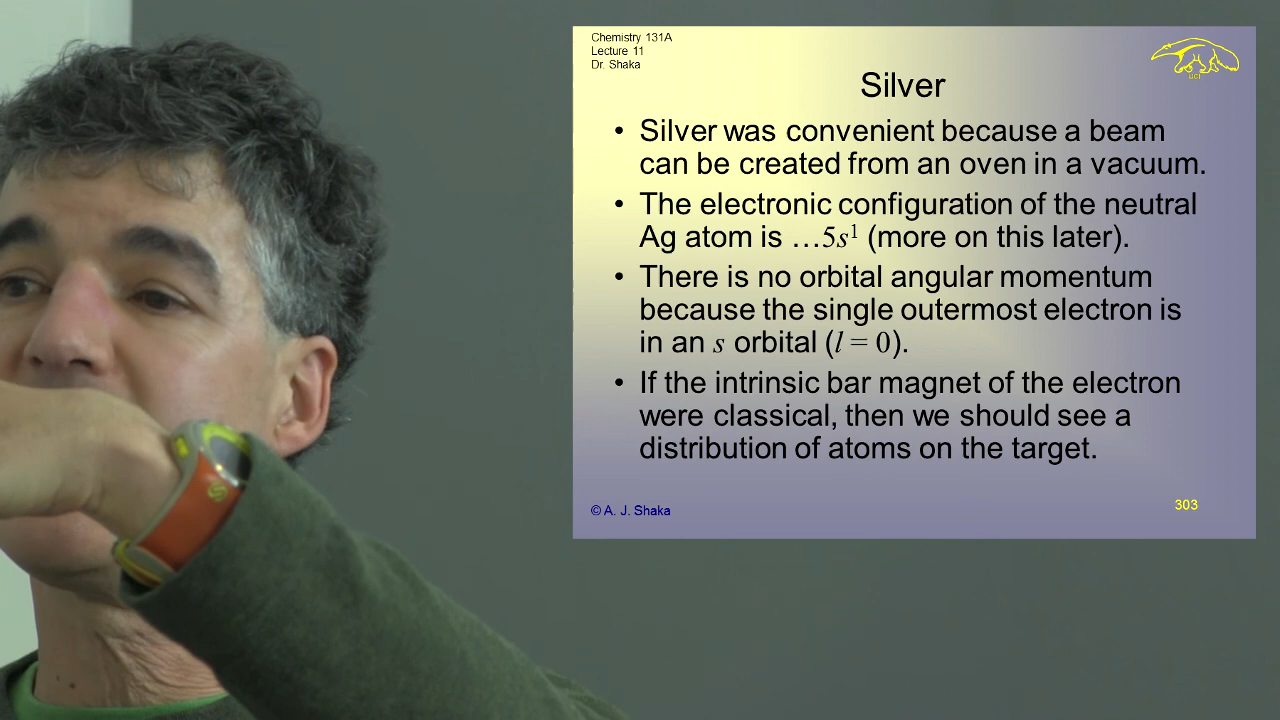 Chemistry 131A
Lecture 11
Dr. Shaka
UCI
Silver
• Silver was convenient because a beam
can be created from an oven in a vacuum.
• The electronic configuration of the neutral
Ag atom is …5s¹ (more on this later).
• There is no orbital angular momentum
because the single outermost electron is
in an s orbital (l = 0).
• If the intrinsic bar magnet of the electron
were classical, then we should see a
distribution of atoms on the target.
© A. J. Shaka
303